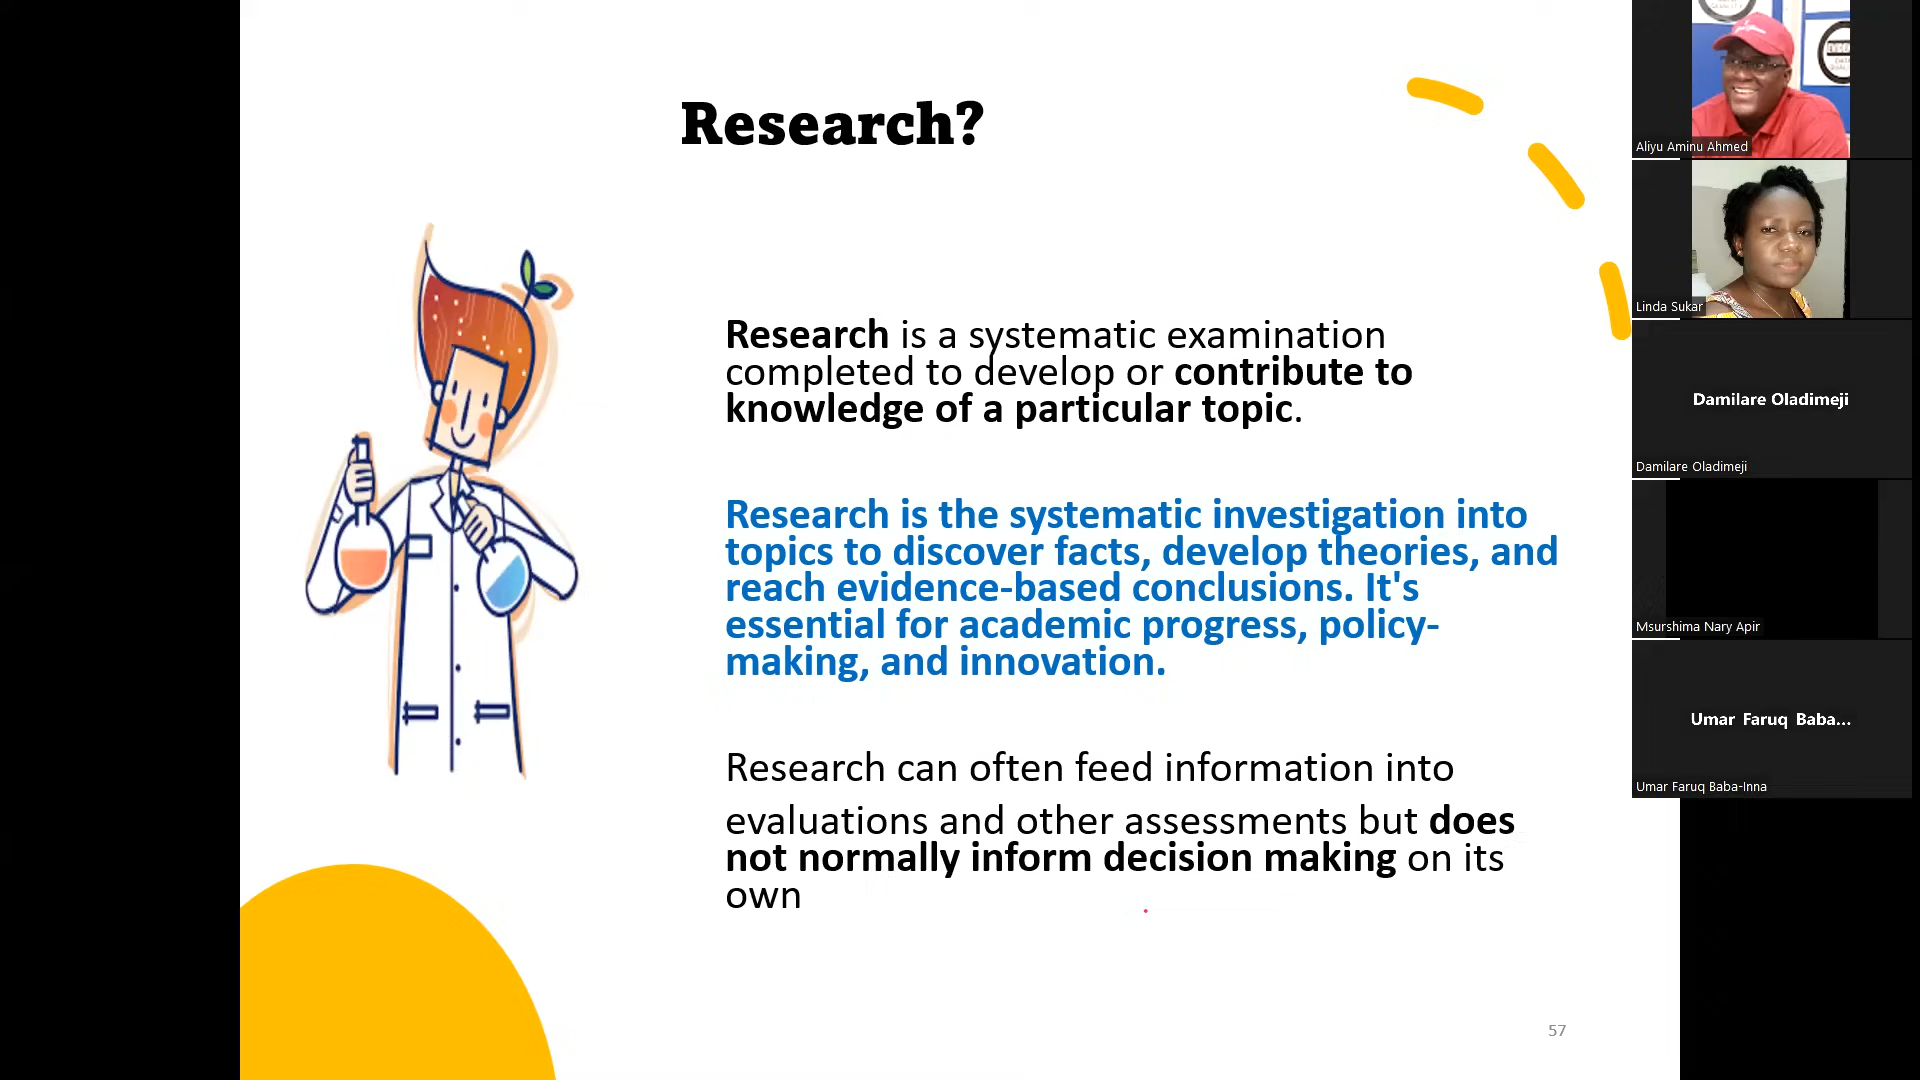 Research?
Research is a systematic examination
completed to develop or contribute to
knowledge of a particular topic.
Research is the systematic investigation into
topics to discover facts, develop theories, and
reach evidence-based conclusions. It's
essential for academic progress, policy-
making, and innovation.
Research can often feed information into
evaluations and other assessments but does
not normally inform decision making on its
own
57
Aliyu Aminu Ahmed
Linda Sukar
Damilare Oladimeji
Damilare Oladimeji
Msurshima Nary Apir
Umar Faruq Baba...
Umar Faruq Baba-Inna